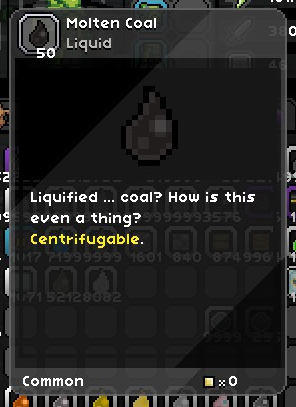 Molten Coal
Liquid
50
Liquified ... coal? How is this
even a thing?
Centrifugable.
Common
x0